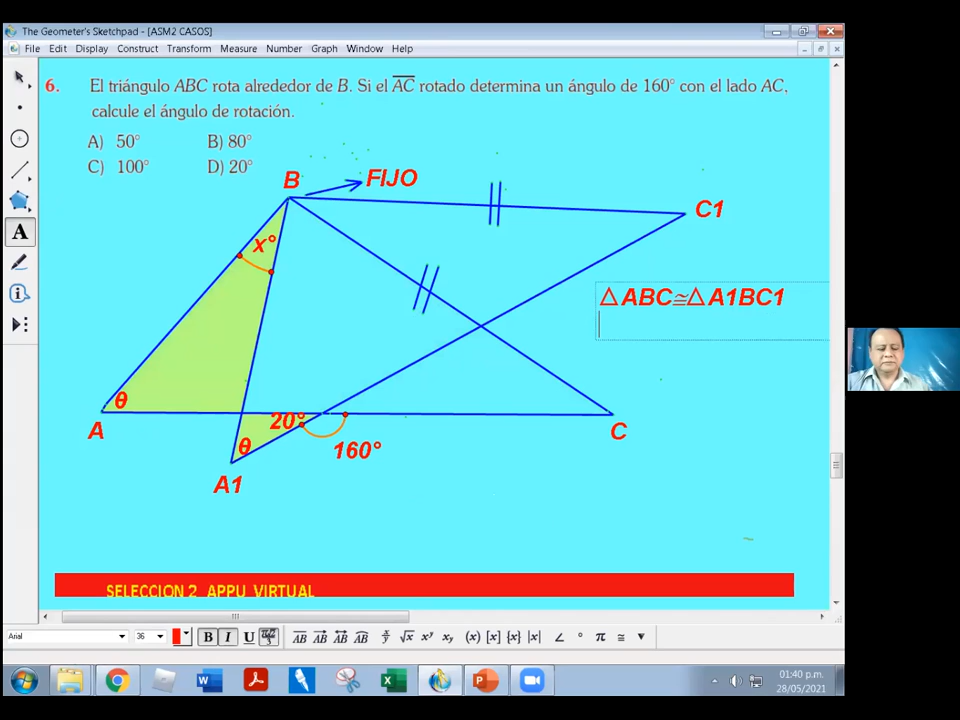 The Geometer's Sketchpad - [ASM2 CASOS]
File Edit Display Construct Transform Measure Number Graph Window Help
6. El triángulo ABC rota alrededor de B. Si el AC rotado determina un ángulo de 160° con el lado AC,
calcule el ángulo de rotación.
A) 50° B) 80°
C) 100° D) 20°
B FIJO
C1
x°
△ABC≅△A1BC1
θ
A
20°
θ
160°
C
A1
SELECCION 2 APPU VIRTUAL
Arial 36 B I U
01:40 p.m.
28/05/2021